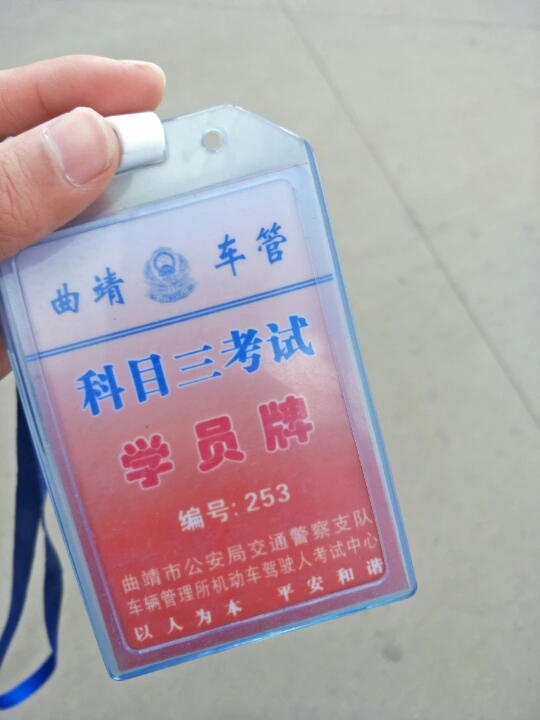 曲靖 车管
科目三考试
学员牌
编号: 253
曲靖市公安局交通警察支队
车辆管理所机动车驾驶人考试中心
以人为本 平安和谐